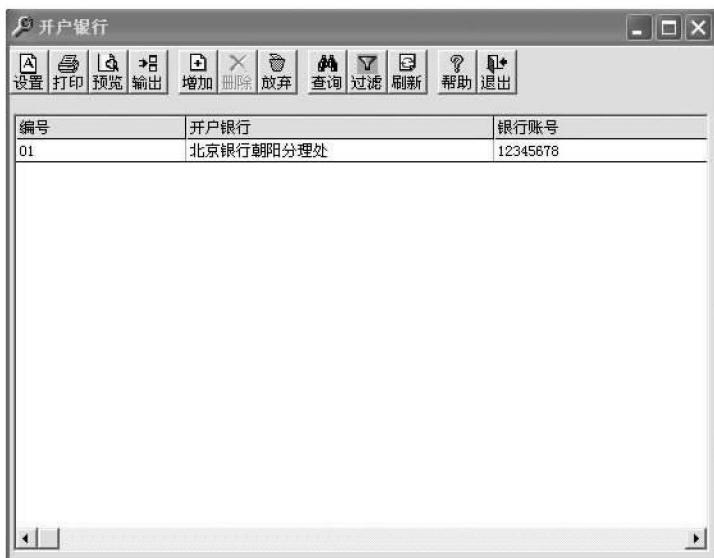 开户银行
设置 打印 预览 输出 增加 删除 放弃 查询 过滤 刷新 帮助 退出
编号 开户银行 银行账号
01 北京银行朝阳分理处 12345678